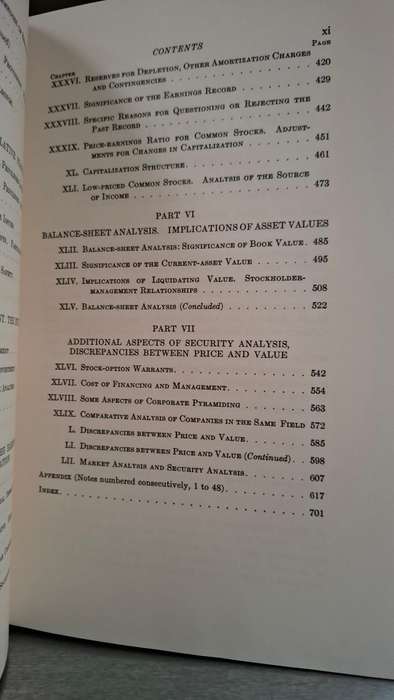 xi
CONTENTS
CHAPTER PAGE
XXXVI. RESERVES FOR DEPLETION, OTHER AMORTIZATION CHARGES
AND CONTINGENCIES . . . . . . . . . . . . . . . . 420
XXXVII. SIGNIFICANCE OF THE EARNINGS RECORD . . . . . . . . 429
XXXVIII. SPECIFIC REASONS FOR QUESTIONING OR REJECTING THE
PAST RECORD . . . . . . . . . . . . . . . . . . 442
XXXIX. PRICE-EARNINGS RATIO FOR COMMON STOCKS. ADJUST-
MENTS FOR CHANGES IN CAPITALIZATION . . . . . . . 451
XL. CAPITALIZATION STRUCTURE. . . . . . . . . . . . . . 461
XLI. LOW-PRICED COMMON STOCKS. ANALYSIS OF THE SOURCE
OF INCOME . . . . . . . . . . . . . . . . . . . 473
PART VI
BALANCE-SHEET ANALYSIS. IMPLICATIONS OF ASSET VALUES
XLII. BALANCE-SHEET ANALYSIS: SIGNIFICANCE OF BOOK VALUE. 485
XLIII. SIGNIFICANCE OF THE CURRENT-ASSET VALUE . . . . . . 495
XLIV. IMPLICATIONS OF LIQUIDATING VALUE. STOCKHOLDER-
MANAGEMENT RELATIONSHIPS . . . . . . . . . . . . 508
XLV. BALANCE-SHEET ANALYSIS (Concluded) . . . . . . . . . 522
PART VII
ADDITIONAL ASPECTS OF SECURITY ANALYSIS,
DISCREPANCIES BETWEEN PRICE AND VALUE
XLVI. STOCK-OPTION WARRANTS. . . . . . . . . . . . . . . 542
XLVII. COST OF FINANCING AND MANAGEMENT. . . . . . . . . . 554
XLVIII. SOME ASPECTS OF CORPORATE PYRAMIDING . . . . . . . 563
XLIX. COMPARATIVE ANALYSIS OF COMPANIES IN THE SAME FIELD 572
L. DISCREPANCIES BETWEEN PRICE AND VALUE. . . . . . . . 585
LI. DISCREPANCIES BETWEEN PRICE AND VALUE (Continued). . 598
LII. MARKET ANALYSIS AND SECURITY ANALYSIS. . . . . . . . 607
APPENDIX (Notes numbered consecutively, 1 to 48) . . . . . . . . 617
INDEX. . . . . . . . . . . . . . . . . . . . . . . . 701